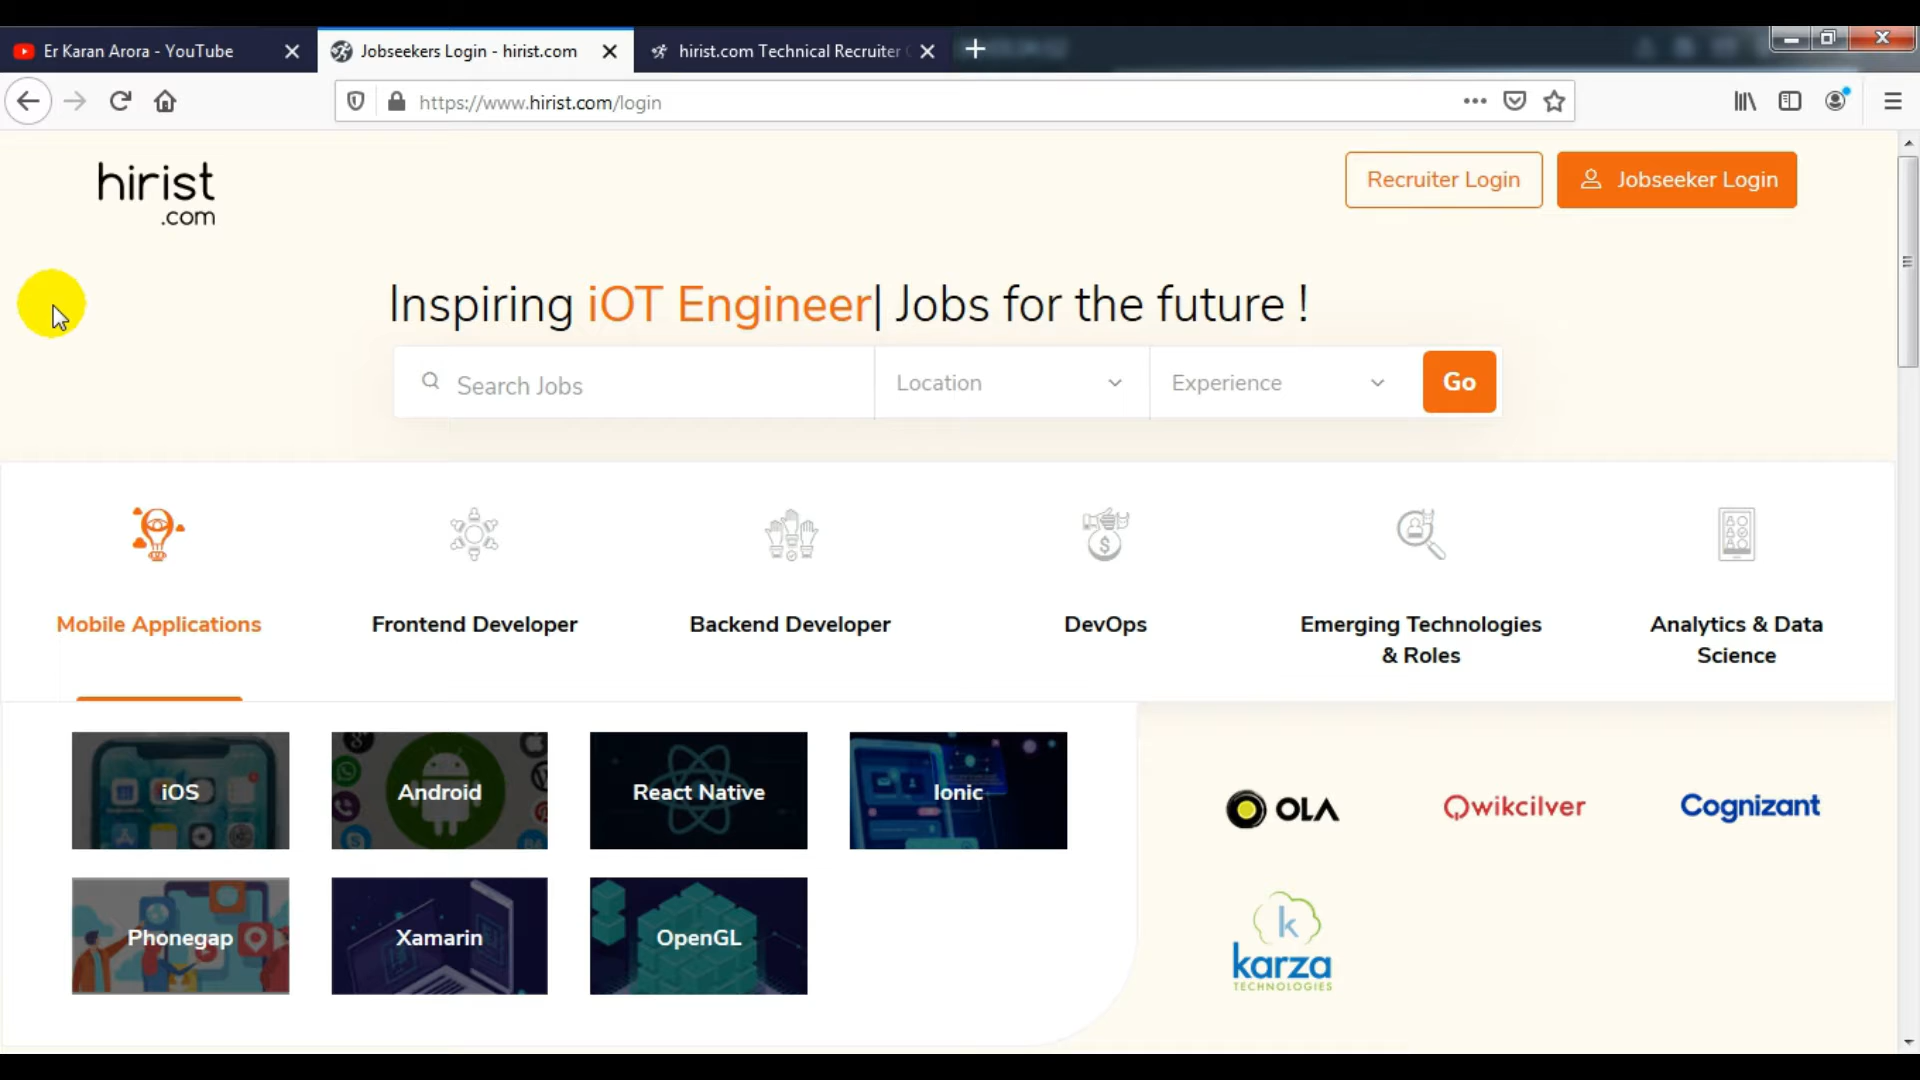 Er Karan Arora - YouTube
Jobseekers Login - hirist.com
hirist.com Technical Recruiter
https://www.hirist.com/login
hirist
.com
Recruiter Login
Jobseeker Login
Inspiring iOT Engineer| Jobs for the future !
Search Jobs
Location
Experience
Go
Mobile Applications
Frontend Developer
Backend Developer
DevOps
Emerging Technologies
& Roles
Analytics & Data
Science
iOS
Android
React Native
Ionic
OLA
Qwikcilver
Cognizant
Phonegap
Xamarin
OpenGL
k
karza
TECHNOLOGIES